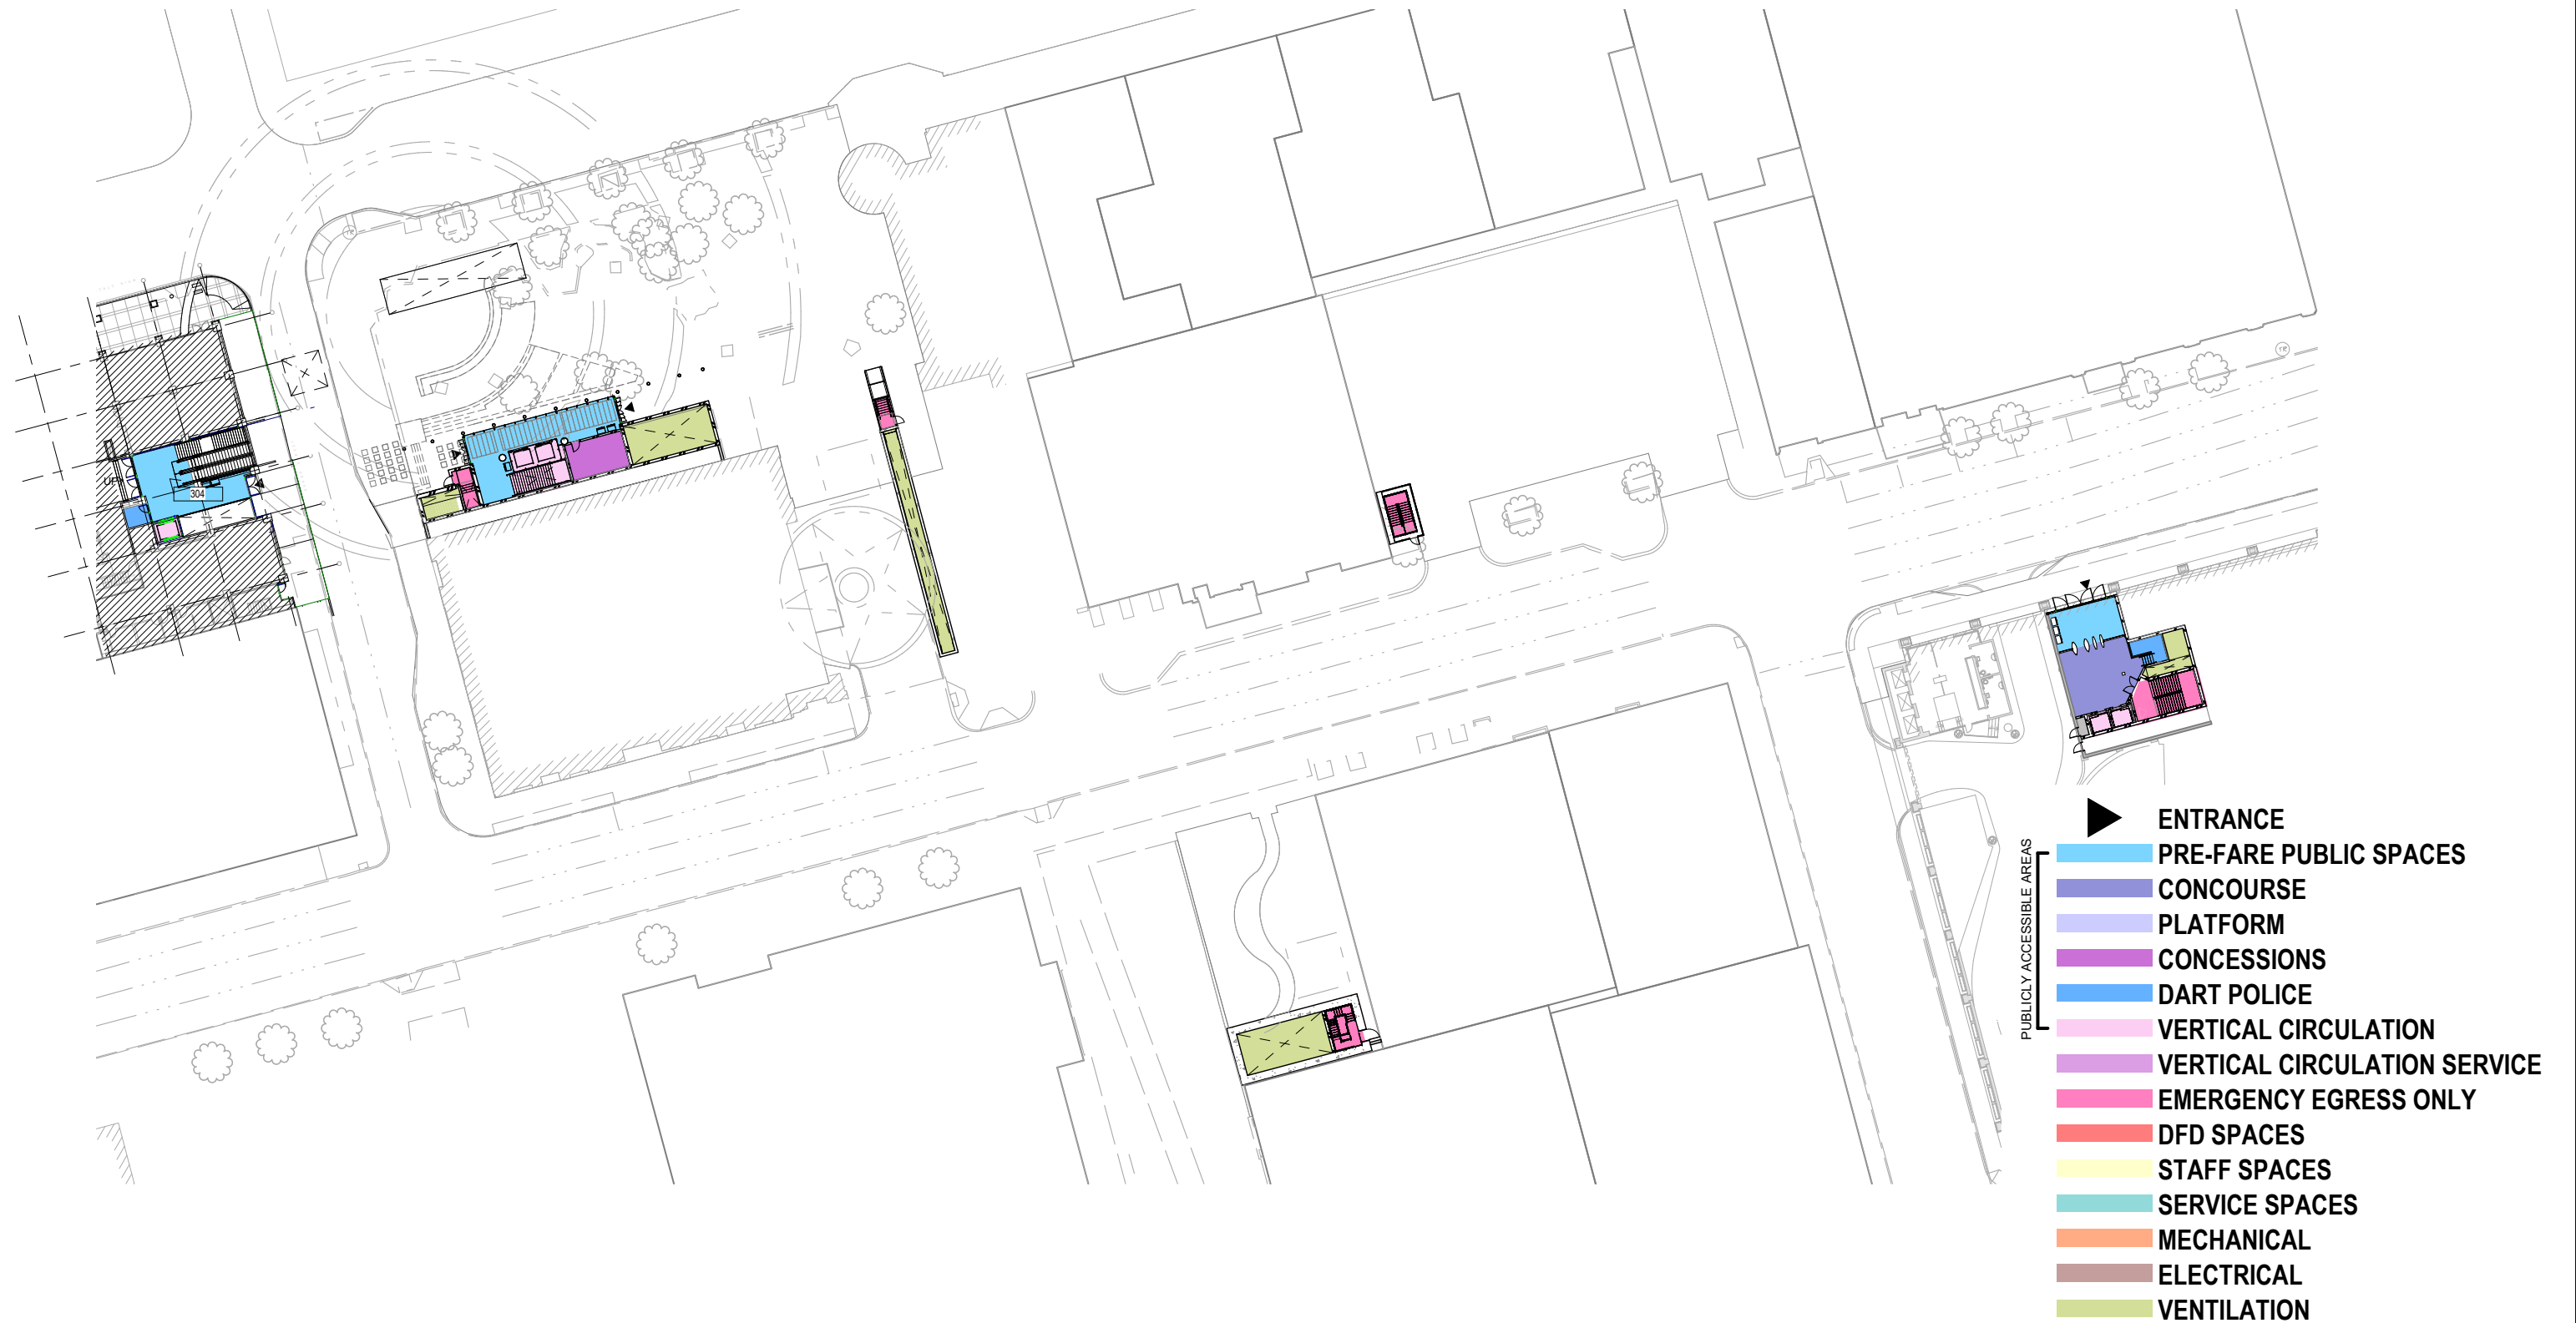 UP
304
ENTRANCE
PUBLICLY ACCESSIBLE AREAS
PRE-FARE PUBLIC SPACES
CONCOURSE
PLATFORM
CONCESSIONS
DART POLICE
VERTICAL CIRCULATION
VERTICAL CIRCULATION SERVICE
EMERGENCY EGRESS ONLY
DFD SPACES
STAFF SPACES
SERVICE SPACES
MECHANICAL
ELECTRICAL
VENTILATION